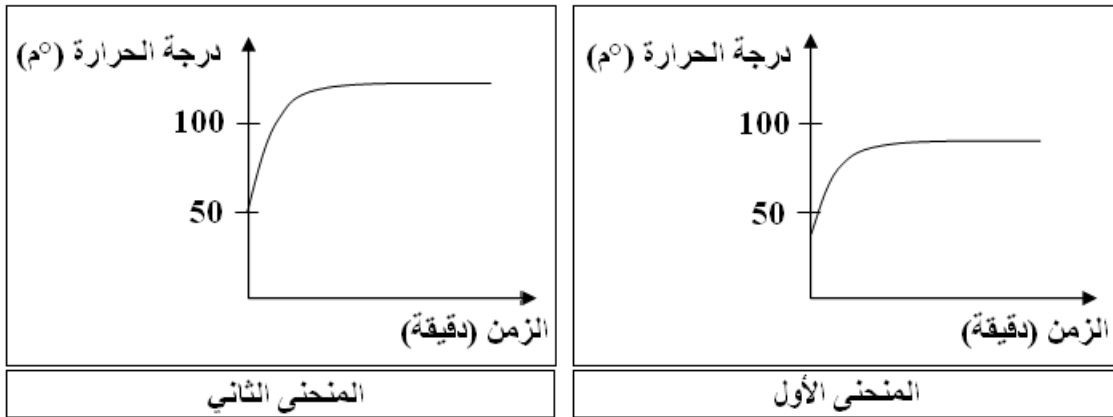 درجة الحرارة (°م)
100
50
الزمن (دقيقة)
المنحنى الأول
درجة الحرارة (°م)
100
50
الزمن (دقيقة)
المنحنى الثاني